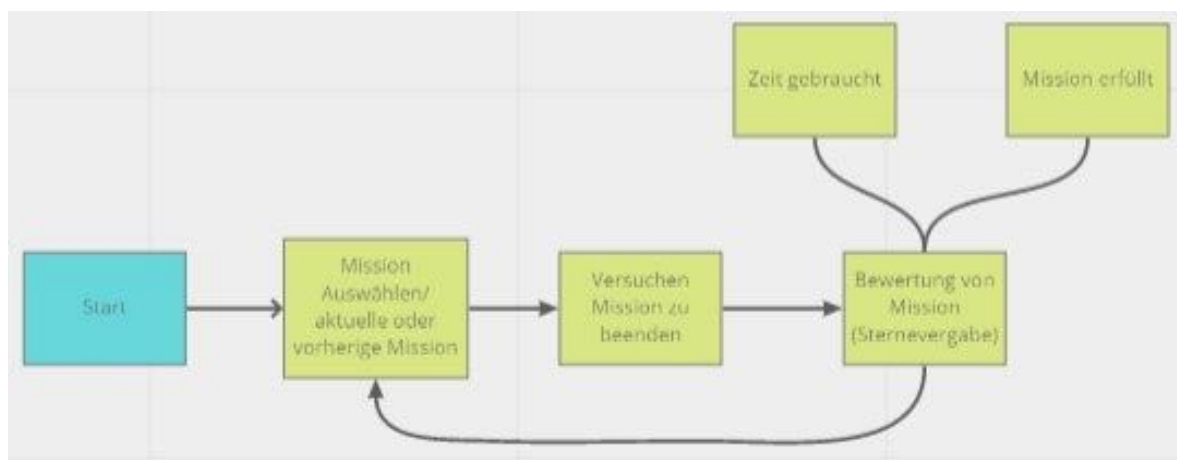 Zeit gebraucht
Mission erfüllt
Start
Mission
Auswählen/
aktuelle oder
vorherige Mission
Versuchen
Mission zu
beenden
Bewertung von
Mission
(Sternevergabe)